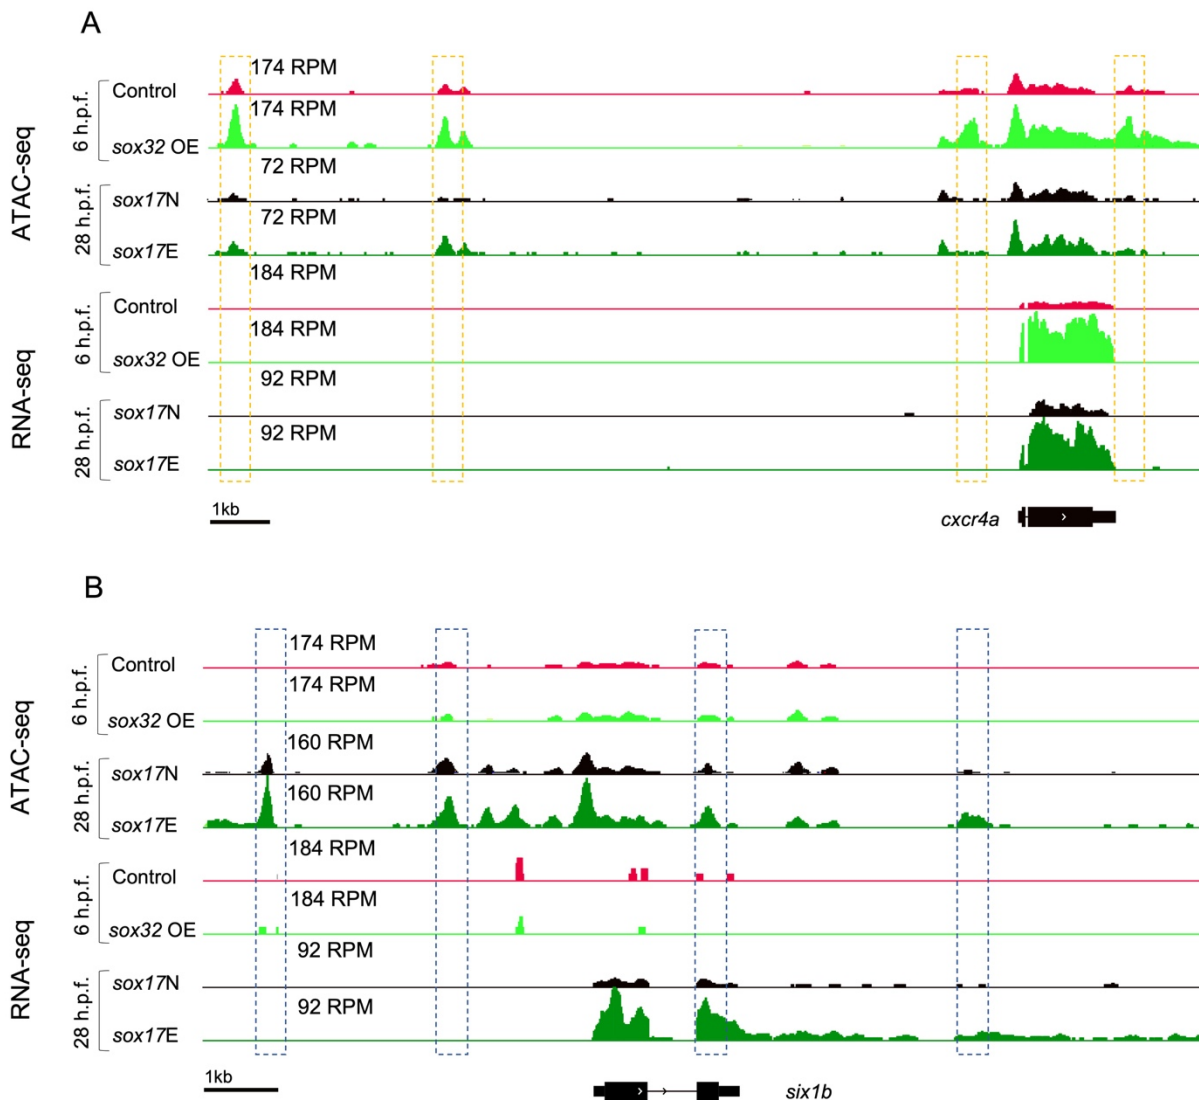 A
ATAC-seq
6 h.p.f.
Control
174 RPM
sox32 OE
174 RPM
28 h.p.f.
sox17N
72 RPM
sox17E
72 RPM
RNA-seq
6 h.p.f.
Control
184 RPM
sox32 OE
184 RPM
28 h.p.f.
sox17N
92 RPM
sox17E
92 RPM
1kb
cxcr4a
B
ATAC-seq
6 h.p.f.
Control
174 RPM
sox32 OE
174 RPM
28 h.p.f.
sox17N
160 RPM
sox17E
160 RPM
RNA-seq
6 h.p.f.
Control
184 RPM
sox32 OE
184 RPM
28 h.p.f.
sox17N
92 RPM
sox17E
92 RPM
1kb
six1b